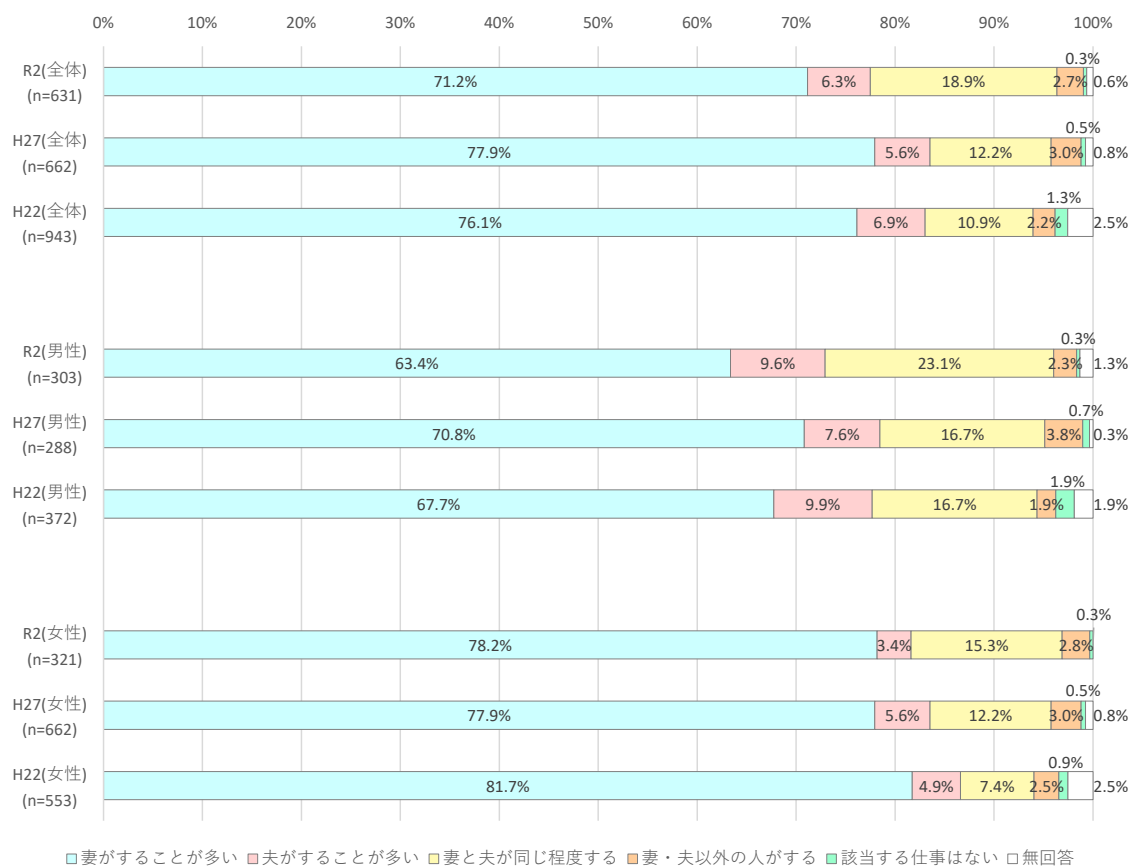 0% 10% 20% 30% 40% 50% 60% 70% 80% 90% 100%
0.3%
R2(全体)
(n=631)
71.2% 6.3% 18.9% 2.7% 0.6%
0.5%
H27(全体)
(n=662)
77.9% 5.6% 12.2% 3.0% 0.8%
1.3%
H22(全体)
(n=943)
76.1% 6.9% 10.9% 2.2% 2.5%
0.3%
R2(男性)
(n=303)
63.4% 9.6% 23.1% 2.3% 1.3%
0.7%
H27(男性)
(n=288)
70.8% 7.6% 16.7% 3.8% 0.3%
1.9%
H22(男性)
(n=372)
67.7% 9.9% 16.7% 1.9% 1.9%
0.3%
R2(女性)
(n=321)
78.2% 3.4% 15.3% 2.8%
0.5%
H27(女性)
(n=662)
77.9% 5.6% 12.2% 3.0% 0.8%
0.9%
H22(女性)
(n=553)
81.7% 4.9% 7.4% 2.5% 2.5%
妻がすることが多い 夫がすることが多い 妻と夫が同じ程度する 妻・夫以外の人がする 該当する仕事はない 無回答